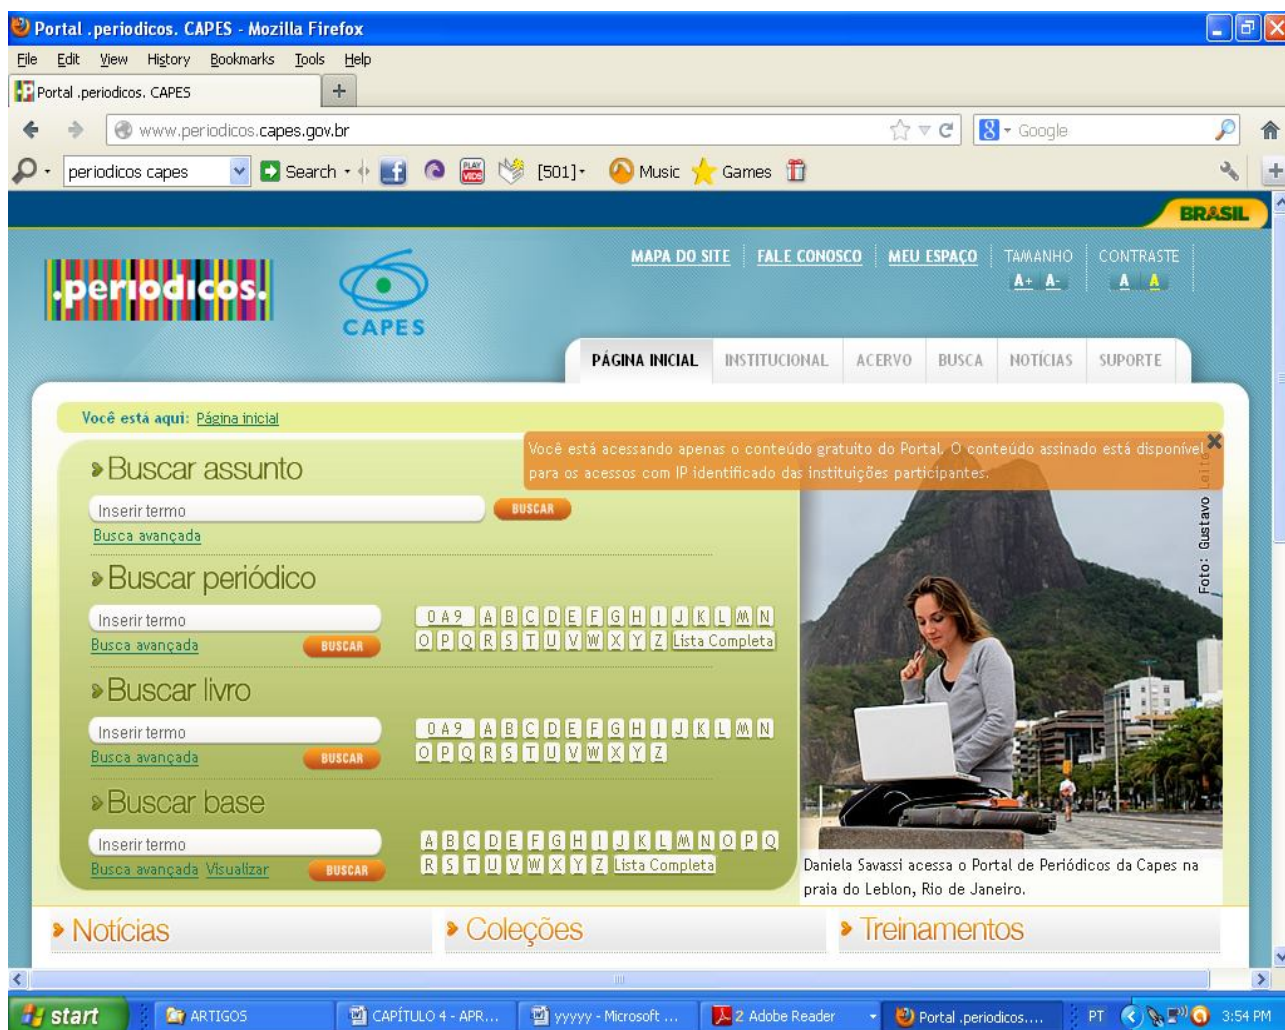 Portal .periodicos. CAPES - Mozilla Firefox
File Edit View History Bookmarks Tools Help
Portal .periodicos. CAPES
www.periodicos.capes.gov.br
Google
periodicos capes Search [501] Music Games
PLAY VIDS
BRASIL
.periodicos.
CAPES
MAPA DO SITE FALE CONOSCO MEU ESPAÇO TAMANHO CONTRASTE
A+ A- A A
PÁGINA INICIAL INSTITUCIONAL ACERVO BUSCA NOTÍCIAS SUPORTE
Você está aqui: Página inicial
Você está acessando apenas o conteúdo gratuito do Portal. O conteúdo assinado está disponível
para os acessos com IP identificado das instituições participantes.
Buscar assunto
Inserir termo BUSCAR
Busca avançada
Buscar periódico
Inserir termo 0 A 9 A B C D E F G H I J K L M N
Busca avançada BUSCAR O P Q R S T U V W X Y Z Lista Completa
Buscar livro
Inserir termo 0 A 9 A B C D E F G H I J K L M N
Busca avançada BUSCAR O P Q R S T U V W X Y Z
Buscar base
Inserir termo A B C D E F G H I J K L M N O P Q
Busca avançada Visualizar BUSCAR R S T U V W X Y Z Lista Completa
Foto: Gustavo Leite
Daniela Savassi acessa o Portal de Periódicos da Capes na
praia do Leblon, Rio de Janeiro.
Notícias Coleções Treinamentos
start ARTIGOS CAPÍTULO 4 - APR... yyyyy - Microsoft ... 2 Adobe Reader Portal .periodicos.... PT 3:54 PM